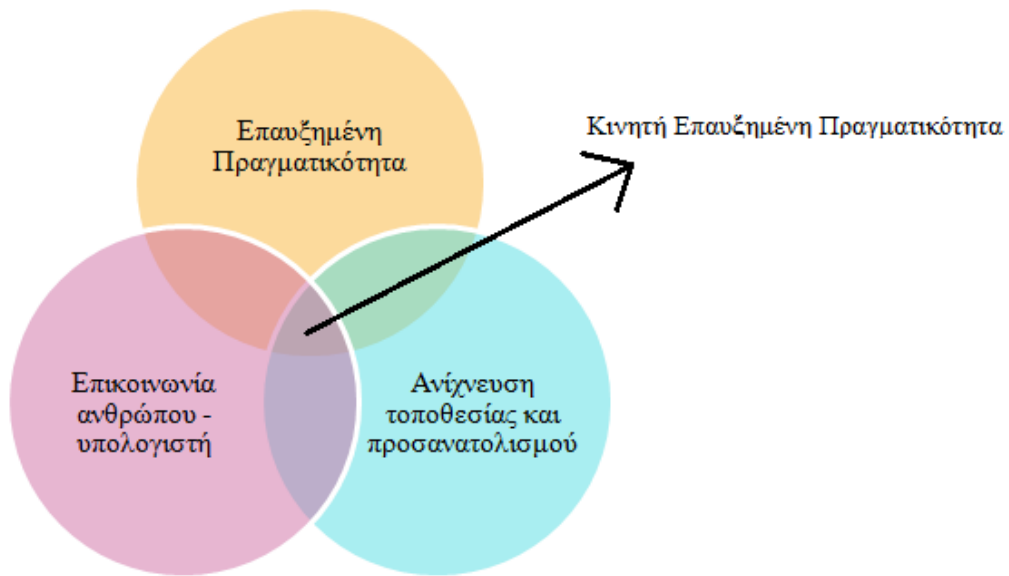 Επαυξημένη
Πραγματικότητα
Κινητή Επαυξημένη Πραγματικότητα
Επικοινωνία
ανθρώπου -
υπολογιστή
Ανίχνευση
τοποθεσίας και
προσανατολισμού